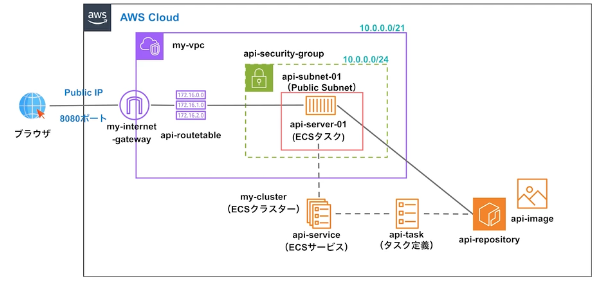 aws
AWS Cloud
10.0.0.0/21
my-vpc
api-security-group
10.0.0.0/24
api-subnet-01
(Public Subnet)
Public IP
172.16.0.0
172.16.1.0
172.16.2.0
8080ポート
ブラウザ
my-internet
-gateway
api-routetable
api-server-01
(ECSタスク)
my-cluster
(ECSクラスター)
api-service
(ECSサービス)
api-task
(タスク定義)
api-repository
api-image